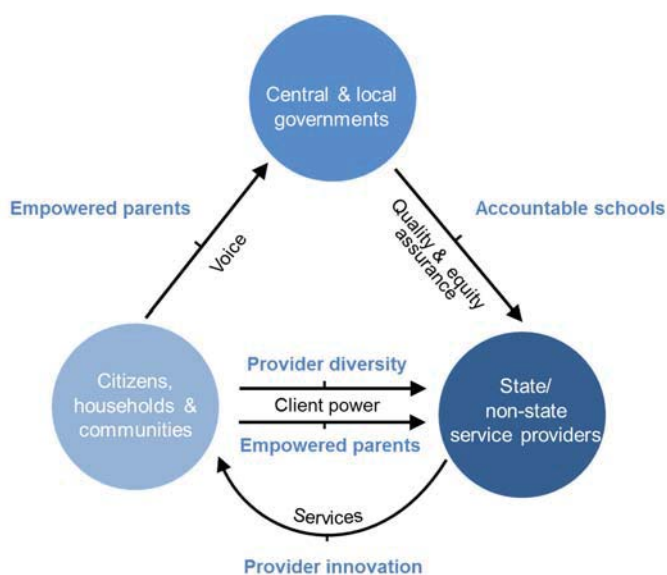 Central & local
governments
Empowered parents
Voice
Quality & equity
assurance
Accountable schools
Citizens,
households &
communities
Provider diversity
Client power
Empowered parents
State/
non-state
service providers
Services
Provider innovation